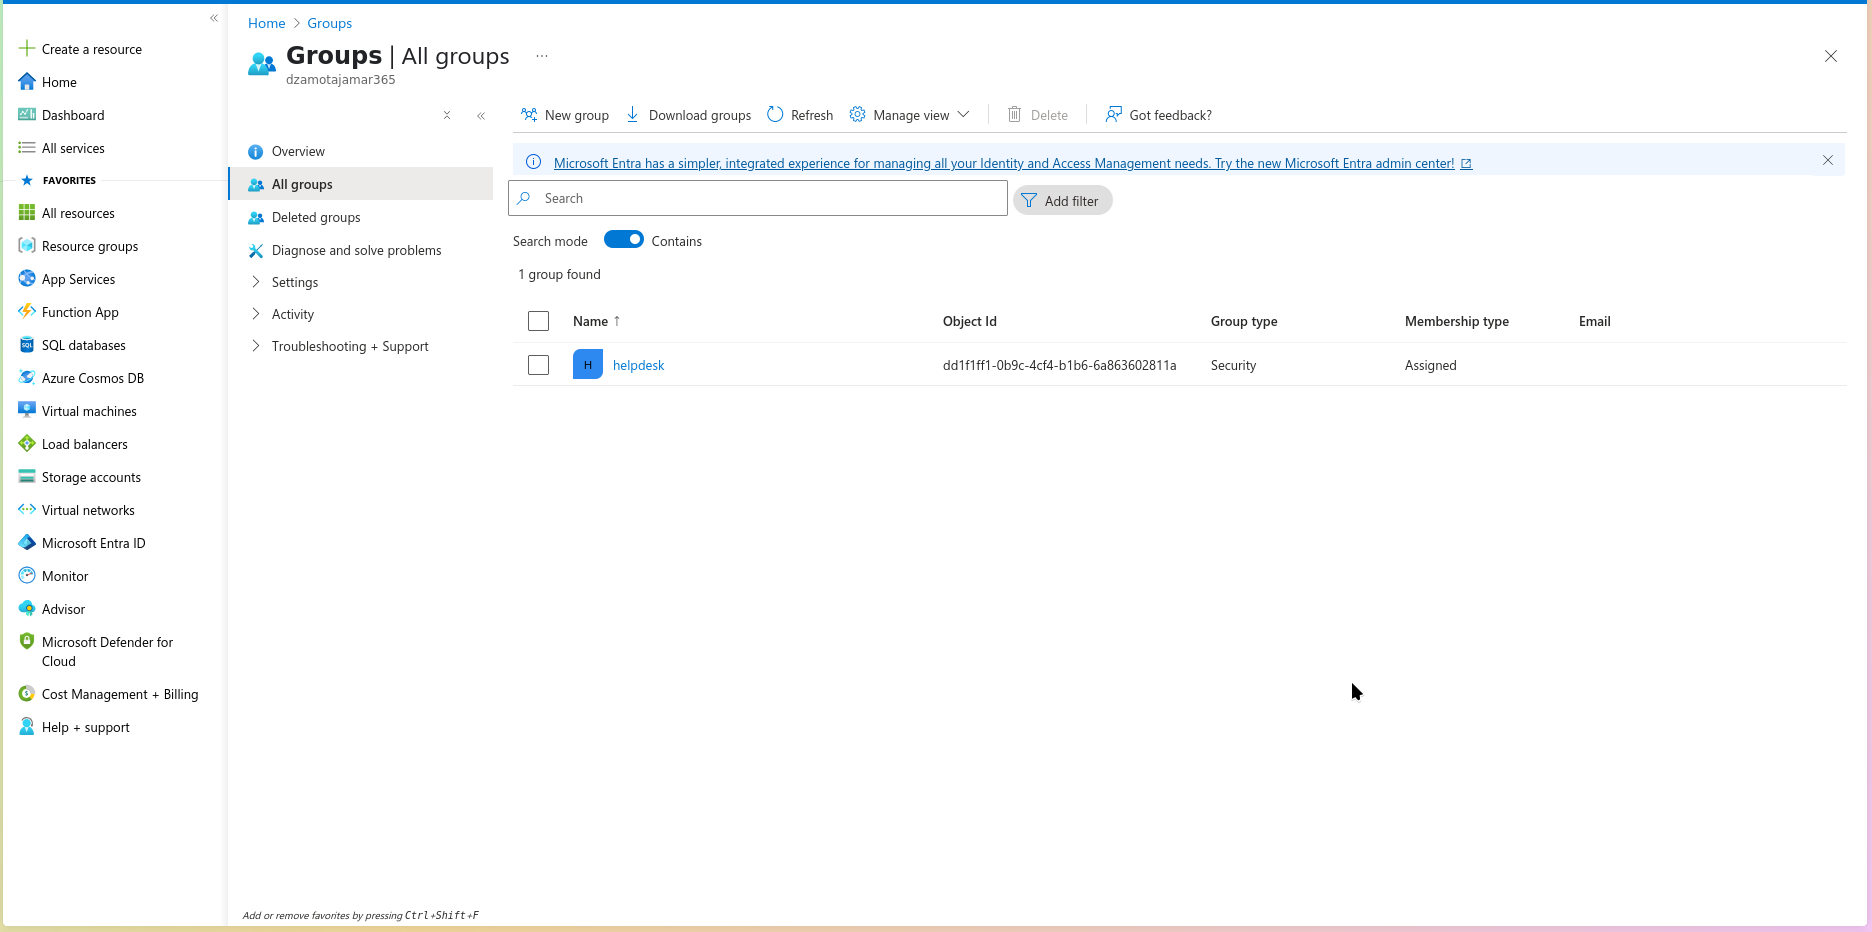 Home > Groups
Groups | All groups ...
dzamotajamar365
Create a resource
Home
Dashboard
All services
FAVORITES
All resources
Resource groups
App Services
Function App
SQL databases
Azure Cosmos DB
Virtual machines
Load balancers
Storage accounts
Virtual networks
Microsoft Entra ID
Monitor
Advisor
Microsoft Defender for
Cloud
Cost Management + Billing
Help + support
Overview
All groups
Deleted groups
Diagnose and solve problems
Settings
Activity
Troubleshooting + Support
Add or remove favorites by pressing Ctrl+Shift+F
New group Download groups Refresh Manage view Delete Got feedback?
Microsoft Entra has a simpler, integrated experience for managing all your Identity and Access Management needs. Try the new Microsoft Entra admin center!
Search Add filter
Search mode Contains
1 group found
Name ↑ Object Id Group type Membership type Email
H helpdesk dd1f1ff1-0b9c-4cf4-b1b6-6a863602811a Security Assigned